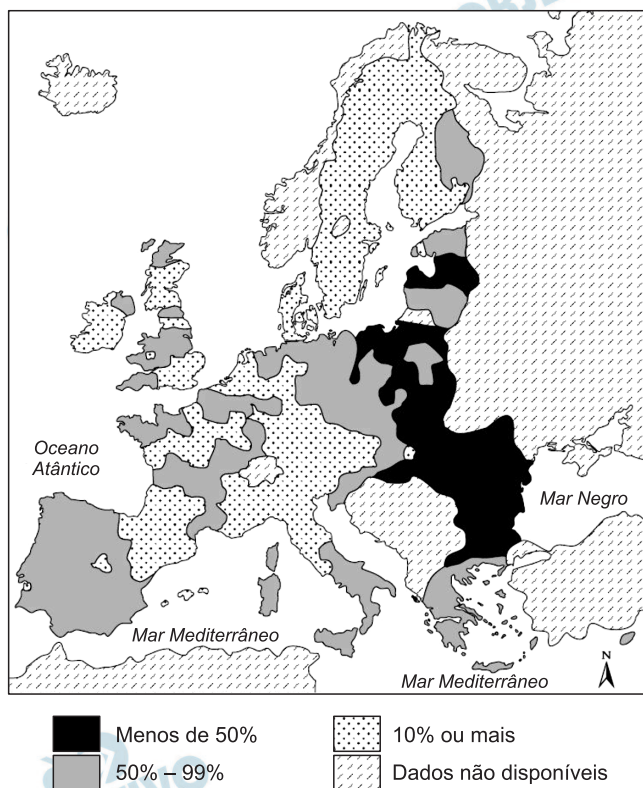 Oceano
Atlântico
Mar Negro
Mar Mediterrâneo
Mar Mediterrâneo
N
Menos de 50%
10% ou mais
50% – 99%
Dados não disponíveis